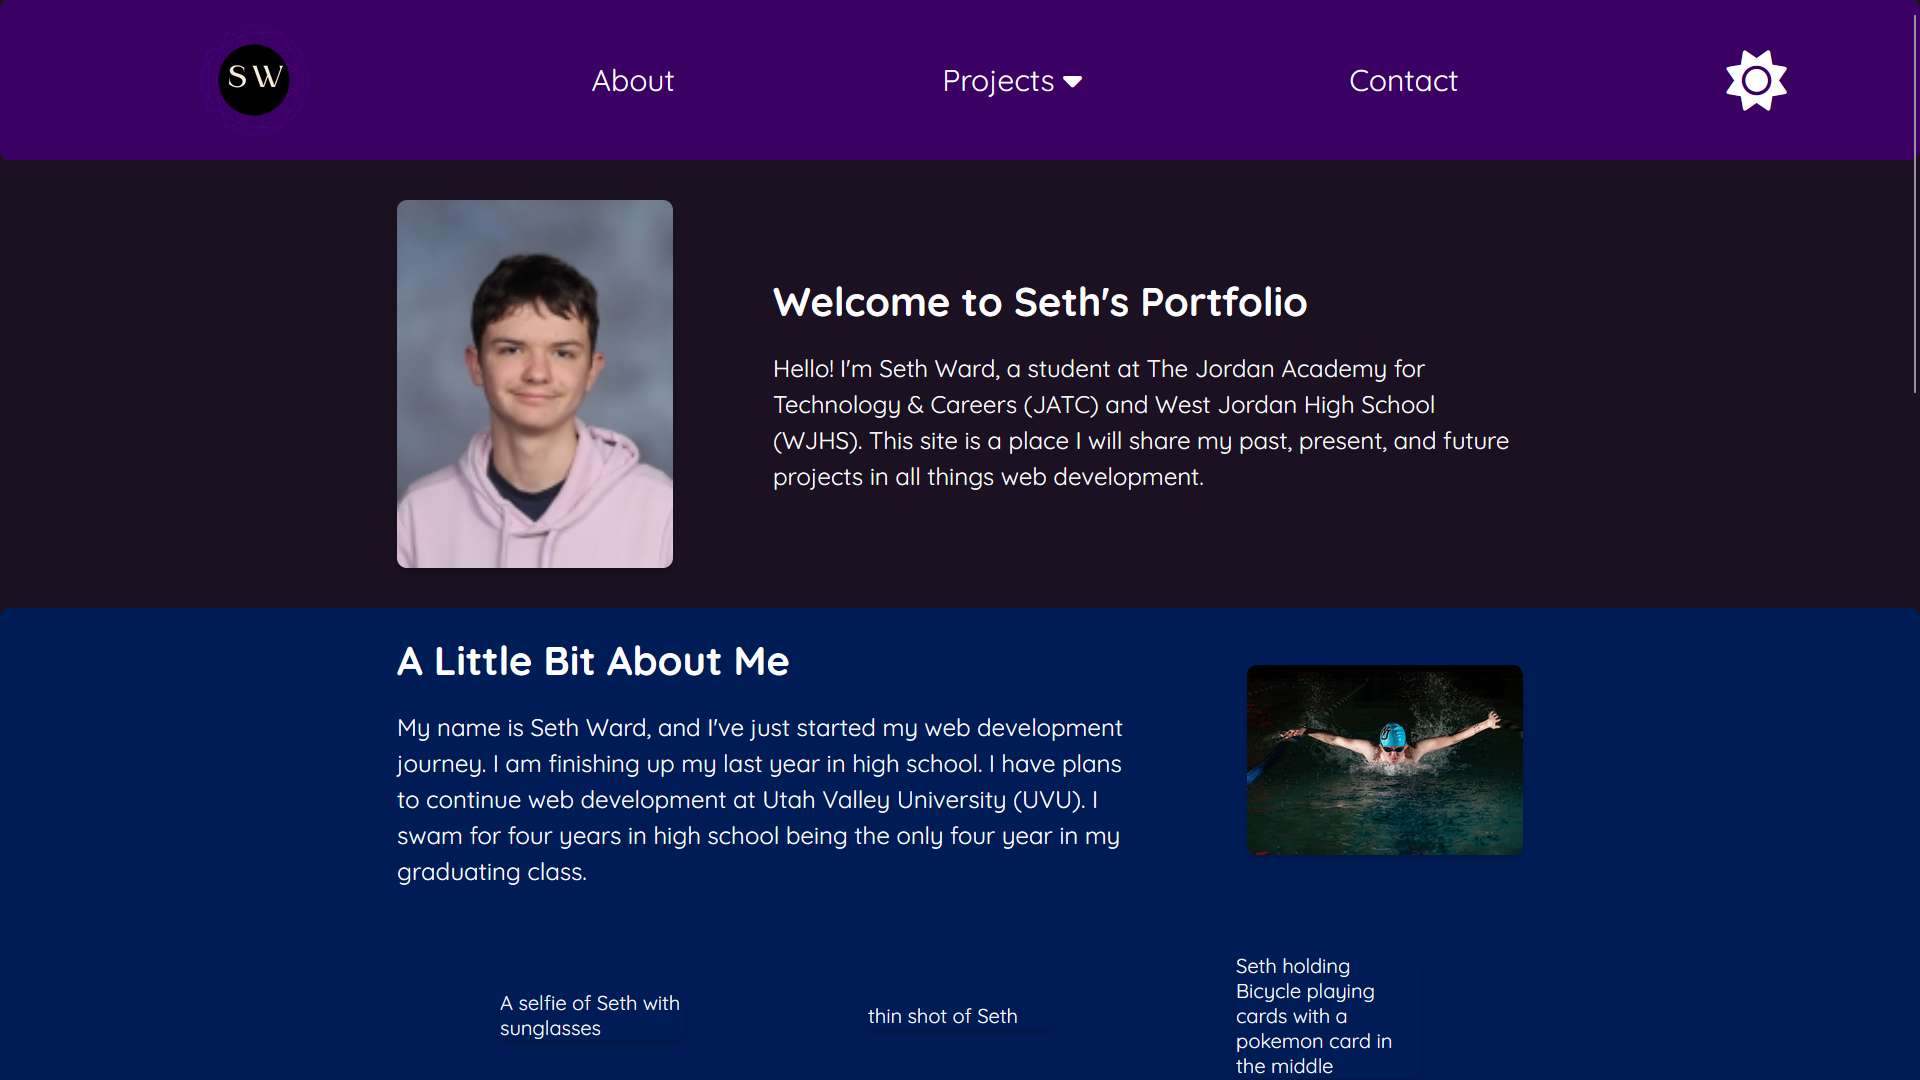 SW
About
Projects
Contact
Welcome to Seth's Portfolio
Hello! I'm Seth Ward, a student at The Jordan Academy for
Technology & Careers (JATC) and West Jordan High School
(WJHS). This site is a place I will share my past, present, and future
projects in all things web development.
A Little Bit About Me
My name is Seth Ward, and I've just started my web development
journey. I am finishing up my last year in high school. I have plans
to continue web development at Utah Valley University (UVU). I
swam for four years in high school being the only four year in my
graduating class.
A selfie of Seth with
sunglasses
thin shot of Seth
Seth holding
Bicycle playing
cards with a
pokemon card in
the middle